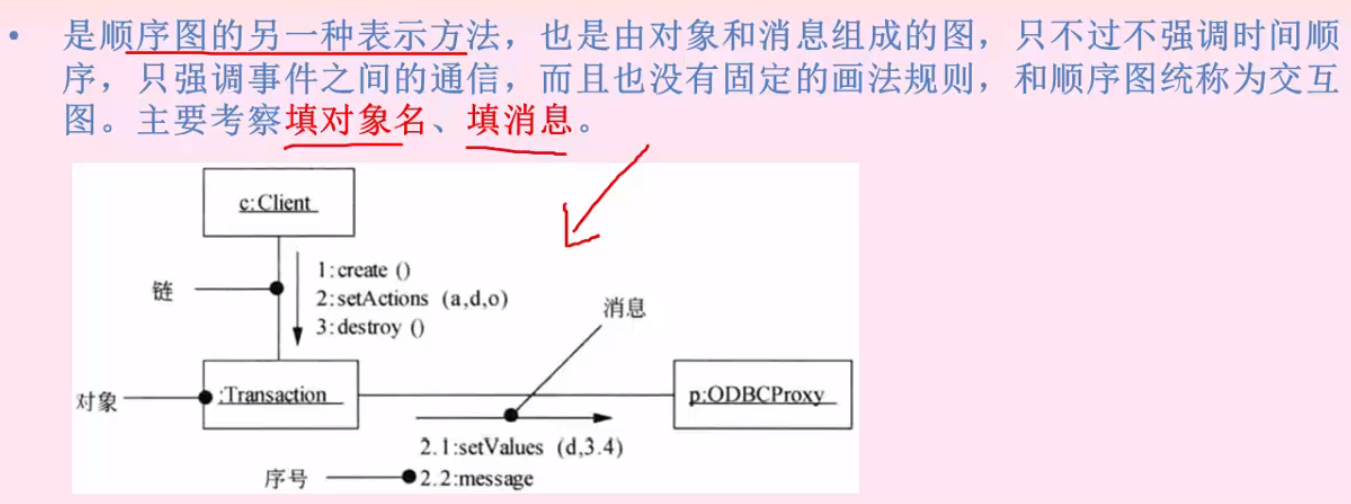 • 是顺序图的另一种表示方法，也是由对象和消息组成的图，只不过不强调时间顺
序，只强调事件之间的通信，而且也没有固定的画法规则，和顺序图统称为交互
图。主要考察填对象名、填消息。
c:Client
链
1:create ()
2:setActions (a,d,o)
3:destroy ()
消息
对象
:Transaction
p:ODBCProxy
2.1:setValues (d,3.4)
序号
2.2:message